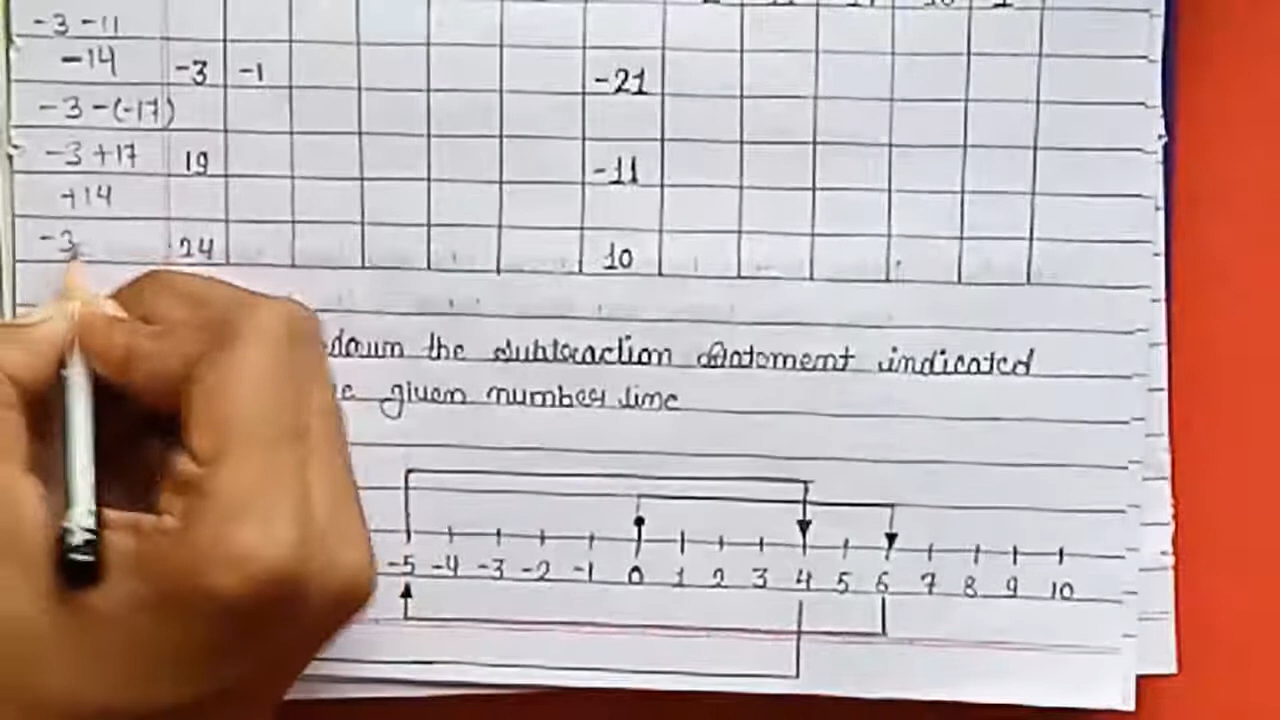 -3 -11
-14 -3 -1 -21
-3 -(-17)
-3 +17 19 -11
+14
-3 24 10
down the subtraction statement indicated
given number line
-5 -4 -3 -2 -1 0 1 2 3 4 5 6 7 8 9 10